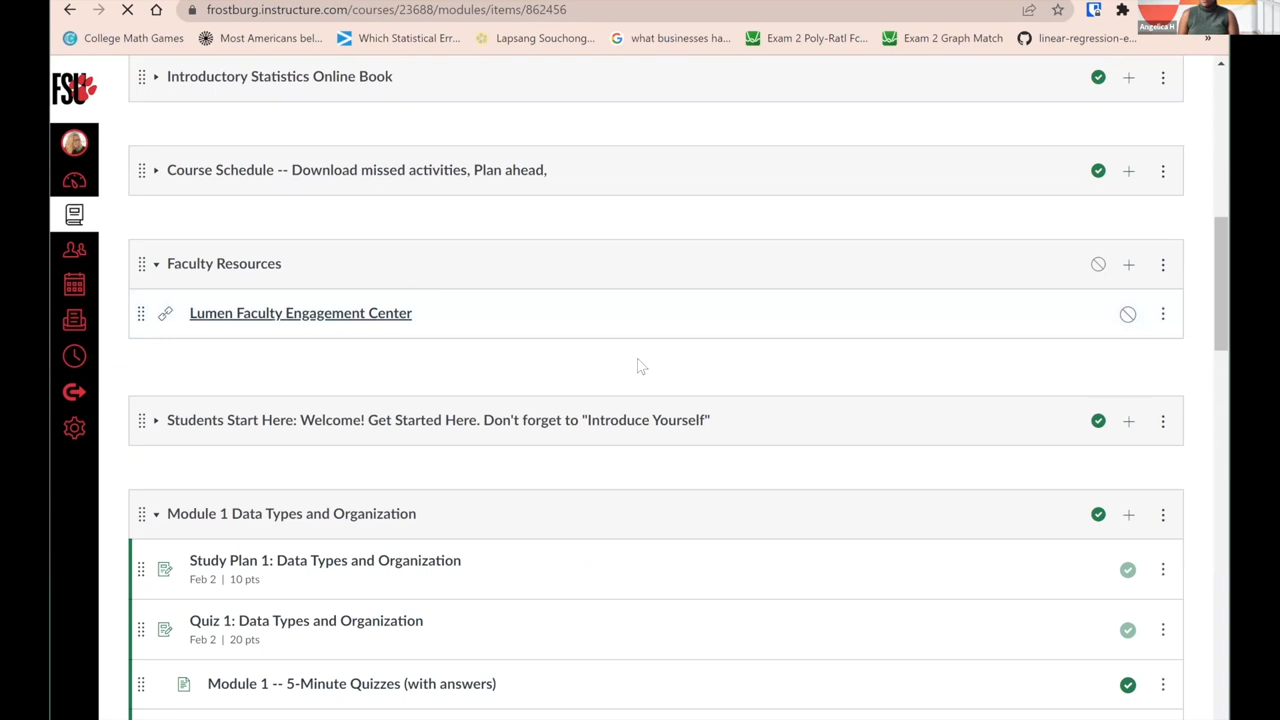 frostburg.instructure.com/courses/23688/modules/items/862456
Angelica H
College Math Games
Most Americans bel...
Which Statistical Fr...
Lapsang Souchong...
what businesses ha...
Exam 2 Poly-Ratl Fc...
Exam 2 Graph Match
linear-regression-e...
»
FSU
Introductory Statistics Online Book
Course Schedule -- Download missed activities, Plan ahead,
Faculty Resources
Lumen Faculty Engagement Center
Students Start Here: Welcome! Get Started Here. Don't forget to "Introduce Yourself"
Module 1 Data Types and Organization
Study Plan 1: Data Types and Organization
Feb 2 | 10 pts
Quiz 1: Data Types and Organization
Feb 2 | 20 pts
Module 1 -- 5-Minute Quizzes (with answers)